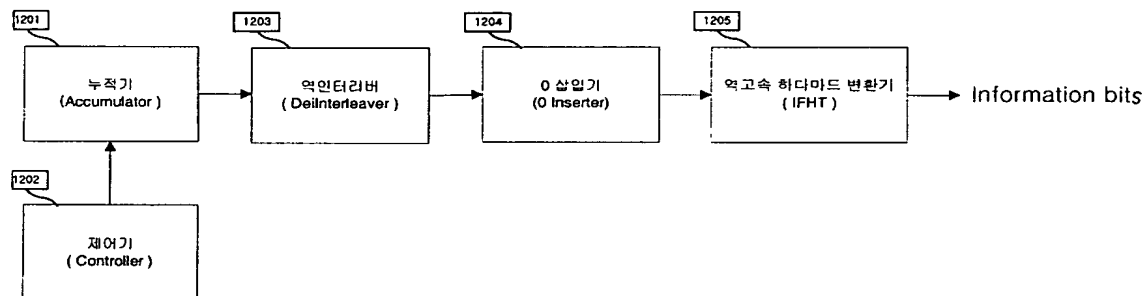 1201
누적기
(Accumulator )
1203
역인터리버
( DeiInterleaver )
1204
0 삽입기
(0 Inserter)
1205
역고속 하다마드 변환기
( IFHT )
Information bits
1202
제어기
( Controller )